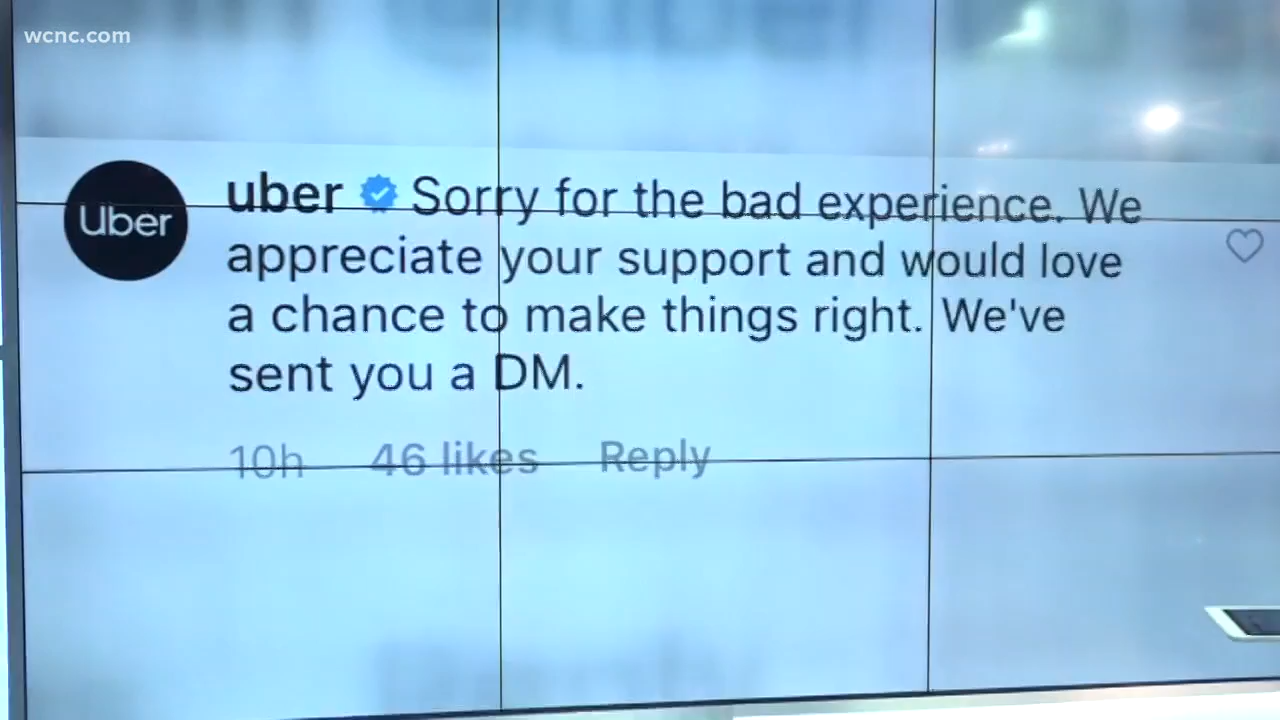 wcnc.com
Uber
uber Sorry for the bad experience. We
appreciate your support and would love
a chance to make things right. We've
sent you a DM.
10h 46 likes Reply